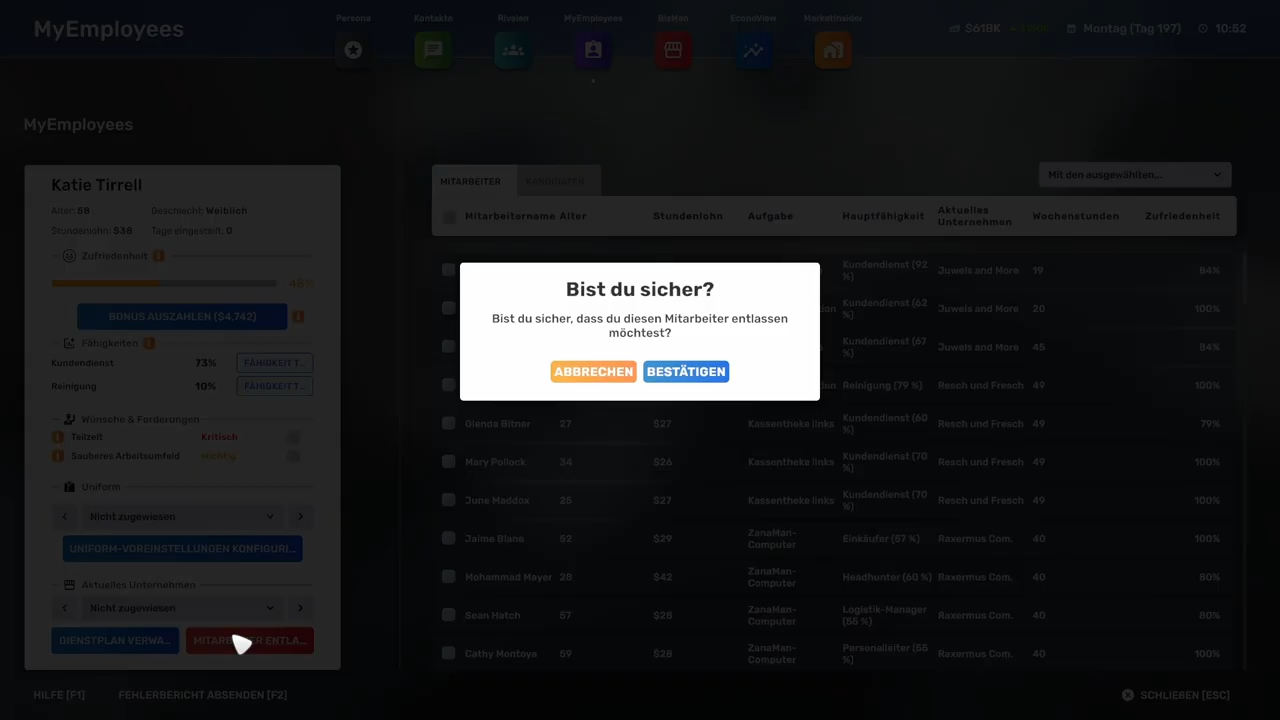 MyEmployees
Persona
Kontakte
Rivalen
MyEmployees
BizMan
EconoView
MarketInsider
$618K
Montag (Tag 197)
10:52
MyEmployees
Katie Tirrell
Alter: 58
Geschlecht: Weiblich
Stundenlohn: $38
Tage eingestellt: 0
Zufriedenheit
48%
BONUS AUSZAHLEN ($4,742)
Fähigkeiten
Kundendienst 73% FÄHIGKEIT T...
Reinigung 10% FÄHIGKEIT T...
Wünsche & Forderungen
Teilzeit Kritisch
Sauberes Arbeitsumfeld Wichtig
Uniform
Nicht zugewiesen
UNIFORM-VOREINSTELLUNGEN KONFIGURI...
Aktuelles Unternehmen
Nicht zugewiesen
DIENSTPLAN VERWA...
ENTLA...
MITARBEITER
KANDIDATEN
Mit den ausgewählten...
Mitarbeitername Alter Stundenlohn Aufgabe Hauptfähigkeit Aktuelles Unternehmen Wochenstunden Zufriedenheit
Kundendienst (92 %) Juwels and More 19 84%
Kundendienst (62 %) Juwels and More 20 100%
Kundendienst (67 %) Juwels and More 45 84%
Reinigung (79 %) Resch und Fresch 49 100%
Glenda Bitner 27 $27 Kassentheke links Kundendienst (60 %) Resch und Fresch 49 79%
Mary Pollock 34 $26 Kassentheke links Kundendienst (70 %) Resch und Fresch 49 100%
June Maddox 25 $27 Kassentheke links Kundendienst (70 %) Resch und Fresch 49 100%
Jaime Blane 52 $29 ZanaMan-Computer Einkäufer (57 %) Raxermus Com. 40 100%
Mohammad Mayer 28 $42 ZanaMan-Computer Headhunter (60 %) Raxermus Com. 40 80%
Sean Hatch 57 $28 ZanaMan-Computer Logistik-Manager (55 %) Raxermus Com. 40 80%
Cathy Montoya 59 $28 ZanaMan-Computer Personalleiter (55 %) Raxermus Com. 40 100%
Bist du sicher?
Bist du sicher, dass du diesen Mitarbeiter entlassen
möchtest?
ABBRECHEN
BESTÄTIGEN
HILFE [F1]
FEHLERBERICHT ABSENDEN [F2]
SCHLIEẞEN [ESC]